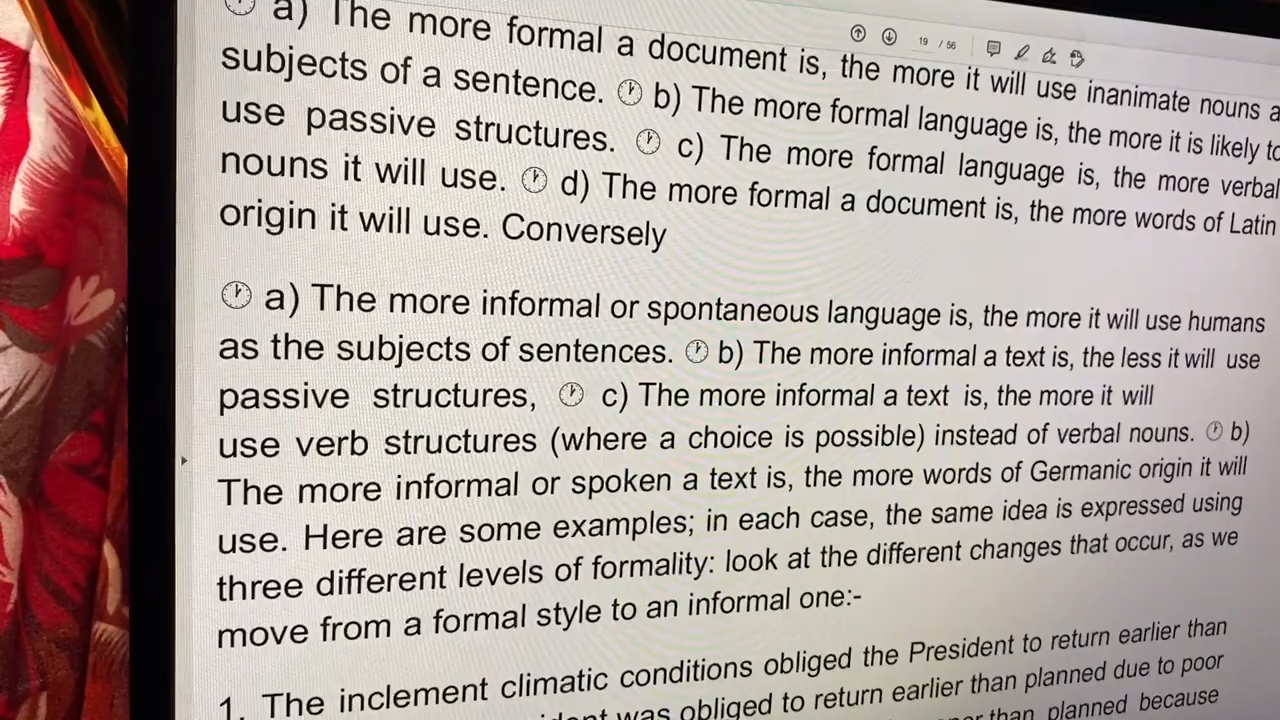 19 / 56
a) The more formal a document is, the more it will use inanimate nouns a
subjects of a sentence. b) The more formal language is, the more it is likely to
use passive structures. c) The more formal language is, the more verbal
nouns it will use. d) The more formal a document is, the more words of Latin
origin it will use. Conversely
a) The more informal or spontaneous language is, the more it will use humans
as the subjects of sentences. b) The more informal a text is, the less it will use
passive structures, c) The more informal a text is, the more it will
use verb structures (where a choice is possible) instead of verbal nouns. b)
The more informal or spoken a text is, the more words of Germanic origin it will
use. Here are some examples; in each case, the same idea is expressed using
three different levels of formality: look at the different changes that occur, as we
move from a formal style to an informal one:-
1. The inclement climatic conditions obliged the President to return earlier than
was obliged to return earlier than planned due to poor
than planned because